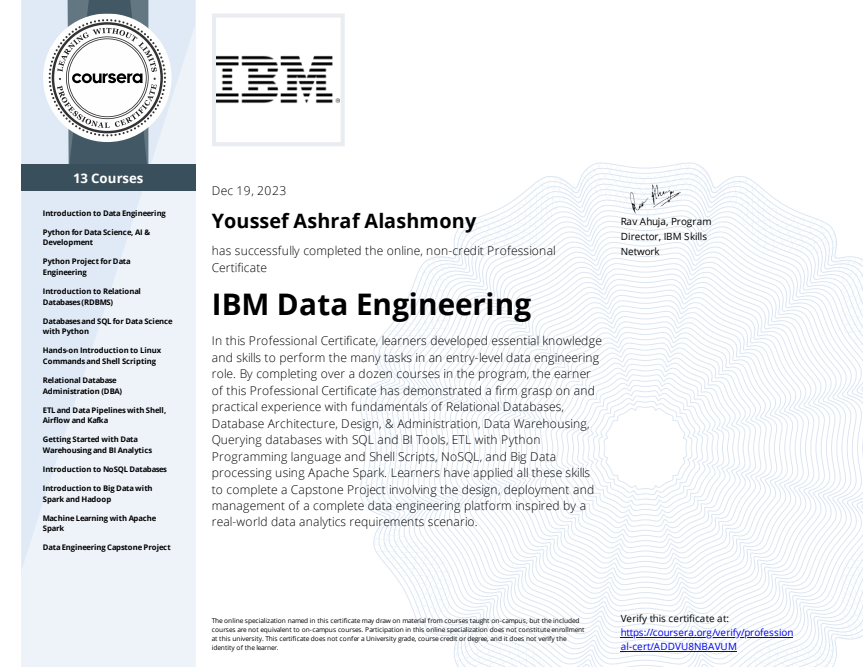 LEARNING WITHOUT LIMITS
coursera
PROFESSIONAL CERTIFICATE
IBM®
13 Courses
Introduction to Data Engineering
Python for Data Science, AI &
Development
Python Project for Data
Engineering
Introduction to Relational
Databases (RDBMS)
Databases and SQL for Data Science
with Python
Hands-on Introduction to Linux
Commands and Shell Scripting
Relational Database
Administration (DBA)
ETL and Data Pipelines with Shell,
Airflow and Kafka
Getting Started with Data
Warehousing and BI Analytics
Introduction to NoSQL Databases
Introduction to Big Data with
Spark and Hadoop
Machine Learning with Apache
Spark
Data Engineering Capstone Project
Dec 19, 2023
Youssef Ashraf Alashmony
has successfully completed the online, non-credit Professional
Certificate
IBM Data Engineering
In this Professional Certificate, learners developed essential knowledge
and skills to perform the many tasks in an entry-level data engineering
role. By completing over a dozen courses in the program, the earner
of this Professional Certificate has demonstrated a firm grasp on and
practical experience with fundamentals of Relational Databases,
Database Architecture, Design, & Administration, Data Warehousing,
Querying databases with SQL and BI Tools, ETL with Python
Programming language and Shell Scripts, NoSQL, and Big Data
processing using Apache Spark. Learners have applied all these skills
to complete a Capstone Project involving the design, deployment and
management of a complete data engineering platform inspired by a
real-world data analytics requirements scenario.
Rav Ahuja
Rav Ahuja, Program
Director, IBM Skills
Network
The online specialization named in this certificate may draw on material from courses taught on-campus, but the included
courses are not equivalent to on-campus courses. Participation in this online specialization does not constitute enrollment
at this university. This certificate does not confer a University grade, course credit or degree, and it does not verify the
identity of the learner.
Verify this certificate at:
https://coursera.org/verify/profession
al-cert/ADDVU8NBAVUM